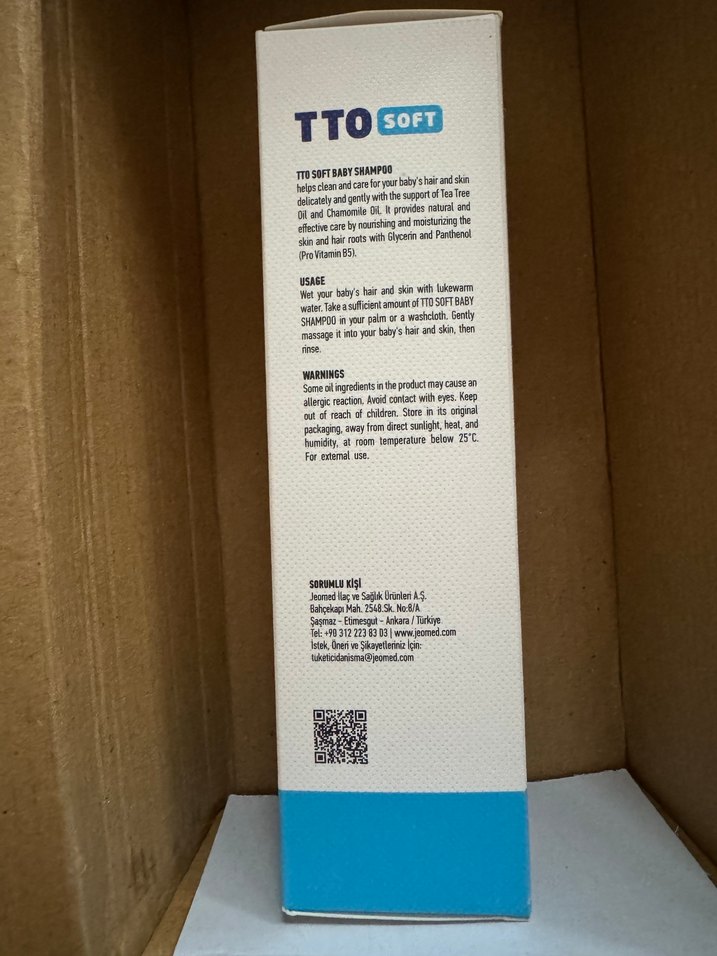 TTO SOFT
TTO SOFT BABY SHAMPOO
helps clean and care for your baby's hair and skin
delicately and gently with the support of Tea Tree
Oil and Chamomile Oil. It provides natural and
effective care by nourishing and moisturizing the
skin and hair roots with Glycerin and Panthenol
(Pro Vitamin B5).
USAGE
Wet your baby's hair and skin with lukewarm
water. Take a sufficient amount of TTO SOFT BABY
SHAMPOO in your palm or a washcloth. Gently
massage it into your baby's hair and skin, then
rinse.
WARNINGS
Some oil ingredients in the product may cause an
allergic reaction. Avoid contact with eyes. Keep
out of reach of children. Store in its original
packaging, away from direct sunlight, heat, and
humidity, at room temperature below 25°C.
For external use.
SORUMLU KİŞİ
Jeomed İlaç ve Sağlık Ürünleri A.Ş.
Bahçekapı Mah. 2548.Sk. No:8/A
Şaşmaz - Etimesgut - Ankara / Türkiye
Tel: +90 312 223 83 03 | www.jeomed.com
İstek, Öneri ve Şikayetleriniz İçin:
tuketicidanisma@jeomed.com